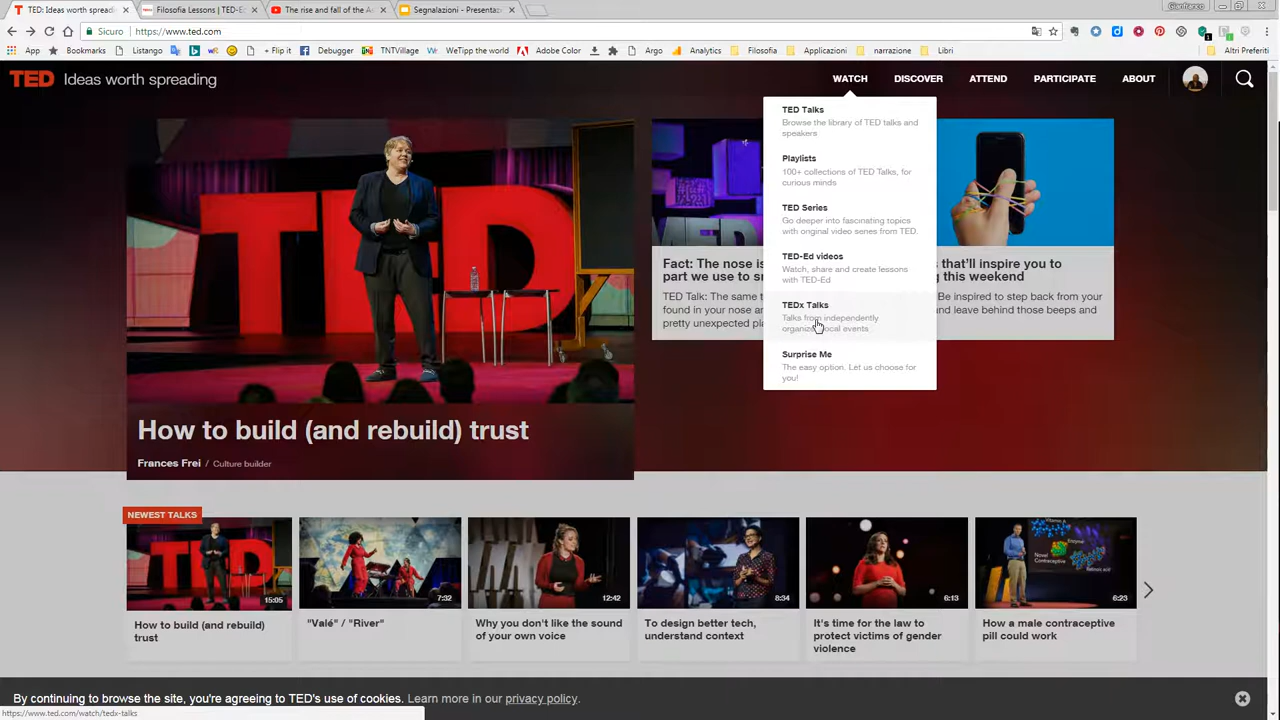 TED: Ideas worth spreadi
Filosofia Lessons | TED-E
The rise and fall of the A
Segnalazioni - Presenta
Gianfranco
Sicuro
https://www.ted.com
Bookmarks
Listango
+ Flip it
Debugger
TNTVillage
WeTipp the world
Adobe Color
Argo
Analytics
Filosofia
Applicazioni
narrazione
Libri
Altri Preferiti
TED Ideas worth spreading
WATCH
DISCOVER
ATTEND
PARTICIPATE
ABOUT
TED Talks
Browse the library of TED talks and
speakers
Playlists
100+ collections of TED Talks, for
curious minds
TED Series
Go deeper into fascinating topics
with original video series from TED.
TED-Ed videos
Watch, share and create lessons
with TED-Ed
TEDx Talks
Talks from independently
local events
Surprise Me
The easy option. Let us choose for
you!
TED
How to build (and rebuild) trust
Frances Frei / Culture builder
Fact: The nose is
part we use to s
TED Talk: The same t
found in your nose a
pretty unexpected pl
that'll inspire you to
this weekend
Be inspired to step back from your
and leave behind those beeps and
NEWEST TALKS
TED
15:05
How to build (and rebuild)
trust
7:32
"Valé" / "River"
12:42
Why you don't like the sound
of your own voice
8:34
To design better tech,
understand context
6:13
It's time for the law to
protect victims of gender
violence
Novel
Contraceptive
Enzyme
Retinoic acid
6:23
How a male contraceptive
pill could work
By continuing to browse the site, you're agreeing to TED's use of cookies. Learn more in our privacy policy.
https://www.ted.com/watch/tedx-talks